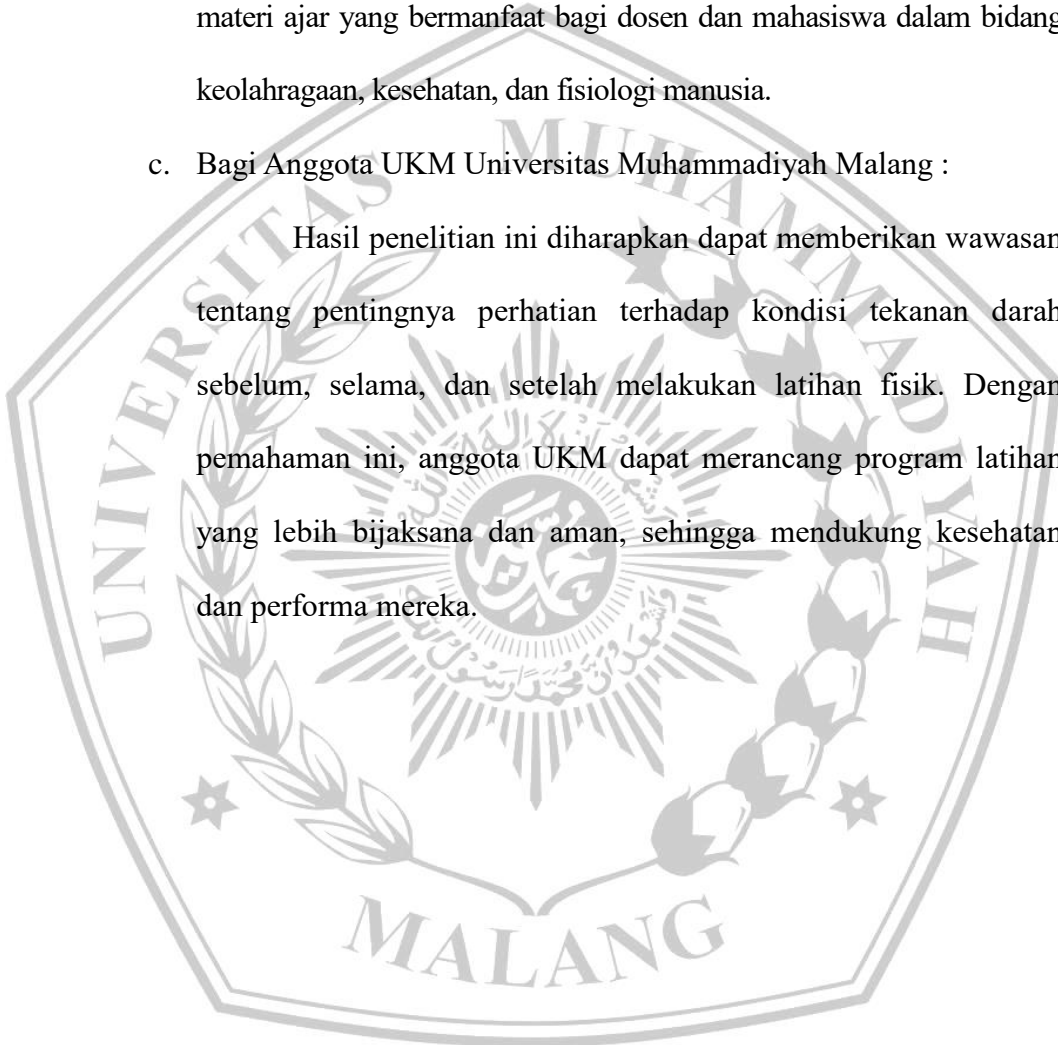 materi ajar yang bermanfaat bagi dosen dan mahasiswa dalam bidang
keolahragaan, kesehatan, dan fisiologi manusia.
c. Bagi Anggota UKM Universitas Muhammadiyah Malang :
Hasil penelitian ini diharapkan dapat memberikan wawasan
tentang pentingnya perhatian terhadap kondisi tekanan darah
sebelum, selama, dan setelah melakukan latihan fisik. Dengan
pemahaman ini, anggota UKM dapat merancang program latihan
yang lebih bijaksana dan aman, sehingga mendukung kesehatan
dan performa mereka.
UNIVERSITAS MUHAMMADIYAH
MALANG